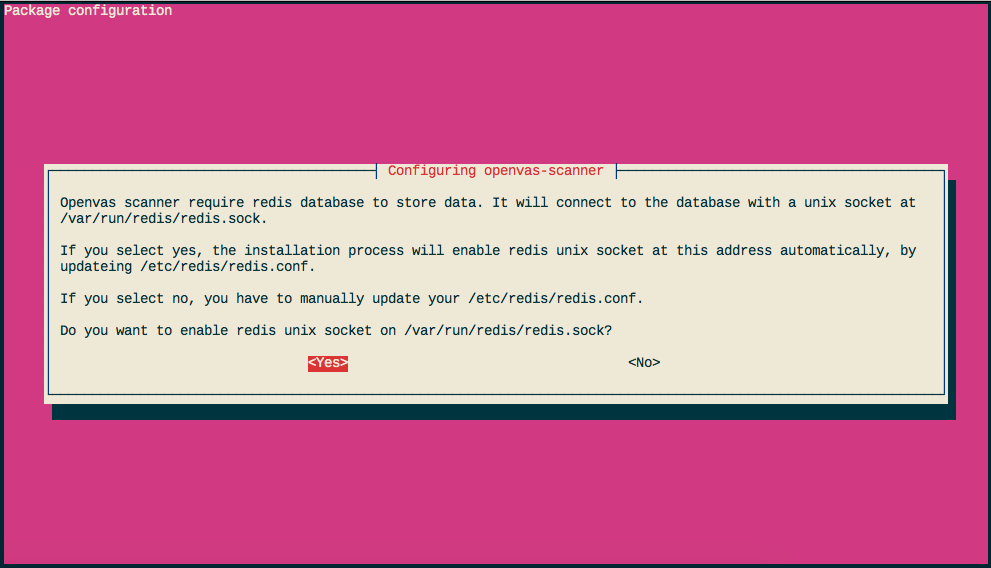 Package configuration
Configuring openvas-scanner
Openvas scanner require redis database to store data. It will connect to the database with a unix socket at
/var/run/redis/redis.sock.
If you select yes, the installation process will enable redis unix socket at this address automatically, by
updateing /etc/redis/redis.conf.
If you select no, you have to manually update your /etc/redis/redis.conf.
Do you want to enable redis unix socket on /var/run/redis/redis.sock?
<Yes> <No>